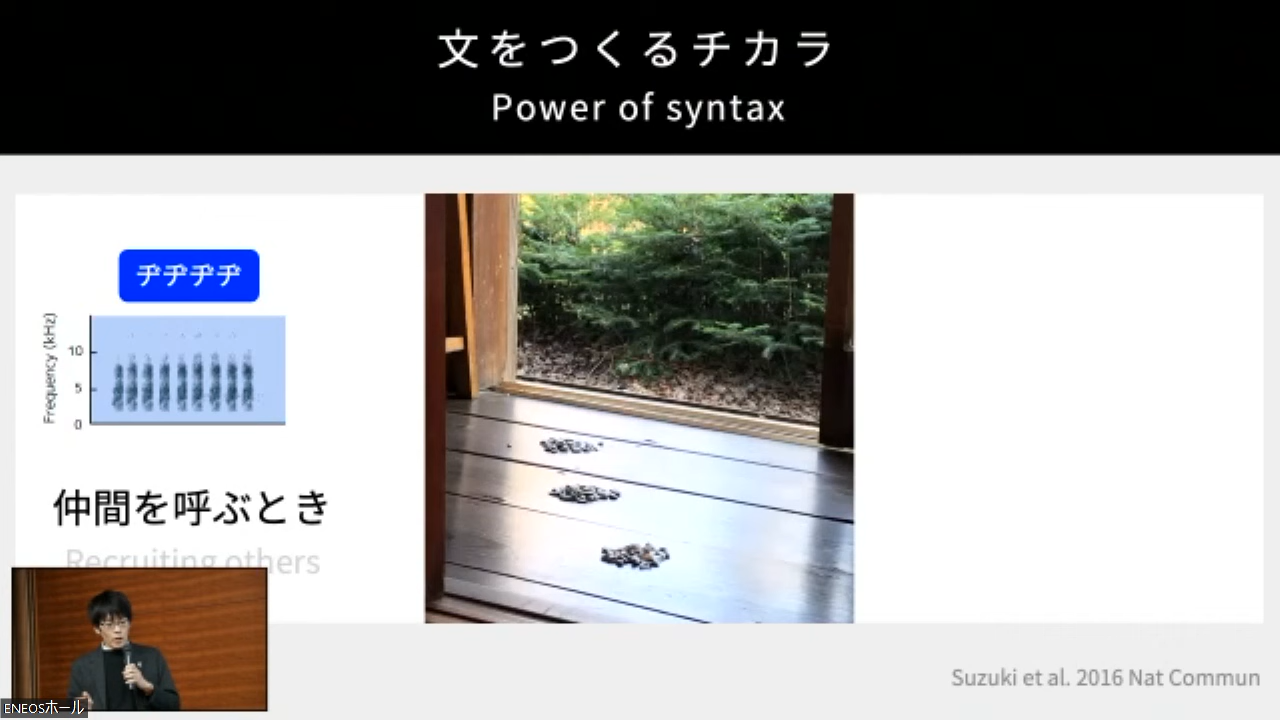 文をつくるチカラ
Power of syntax
ヂヂヂヂ
Frequency (kHz)
10
5
0
仲間を呼ぶとき
Recruiting others
Suzuki et al. 2016 Nat Commun
ENEOSホール